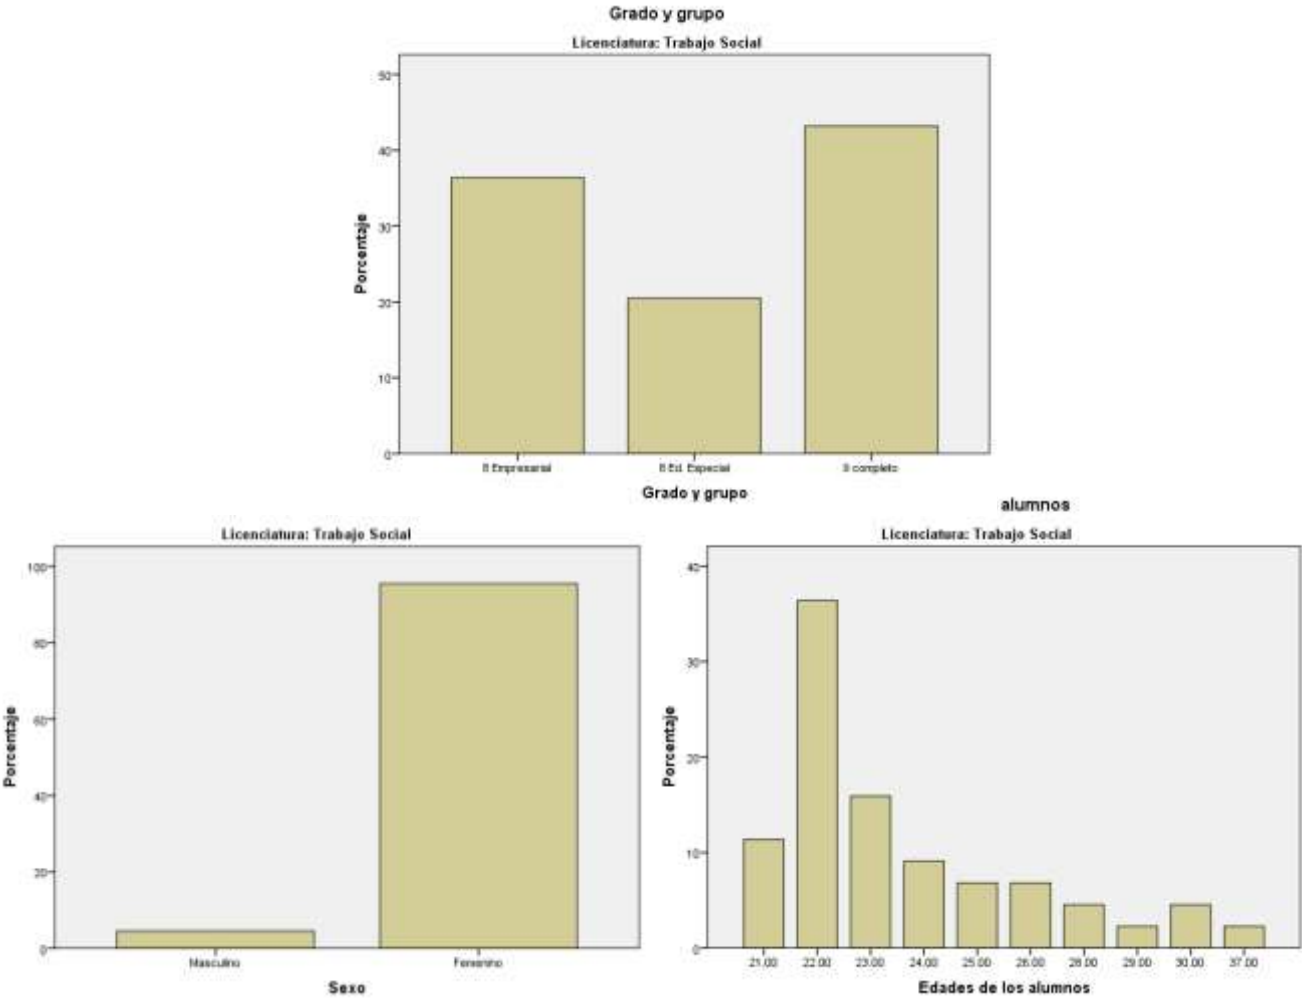 Grado y grupo
Licenciatura: Trabajo Social
Porcentaje
50
40
30
20
10
0
8 Empresarial
8 Ed. Especial
9 completo
Grado y grupo
Licenciatura: Trabajo Social
Porcentaje
100
80
60
40
20
0
Masculino
Femenino
Sexo
alumnos
Licenciatura: Trabajo Social
Porcentaje
40
30
20
10
0
21.00 22.00 23.00 24.00 25.00 26.00 28.00 29.00 30.00 37.00
Edades de los alumnos